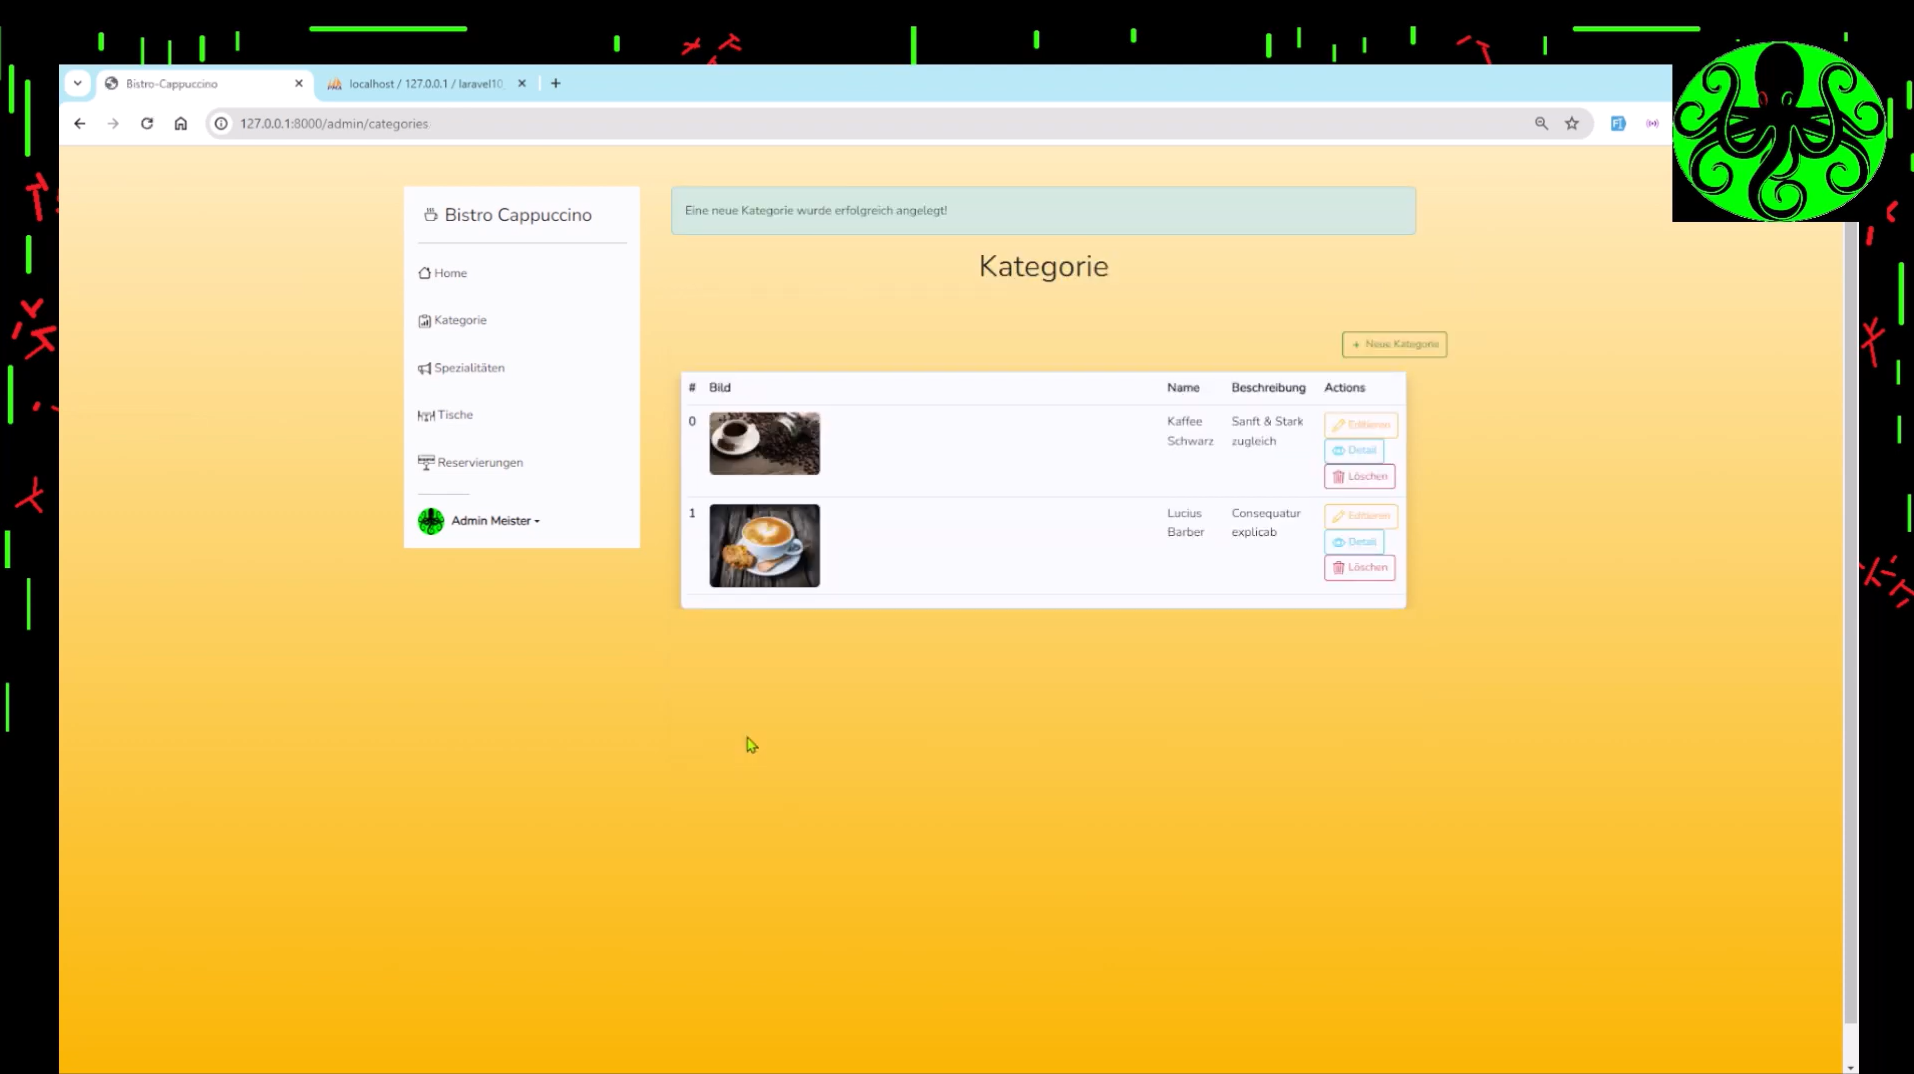 Bistro-Cappuccino
localhost / 127.0.0.1 / laravel10_
127.0.0.1:8000/admin/categories
Bistro Cappuccino
Home
Kategorie
Spezialitäten
Tische
Reservierungen
Admin Meister
Eine neue Kategorie wurde erfolgreich angelegt!
Kategorie
+ Neue Kategorie
# Bild Name Beschreibung Actions
0 Kaffee Sanft & Stark Editieren
Schwarz zugleich Detail
Löschen
1 Lucius Consequatur Editieren
Barber explicab Detail
Löschen